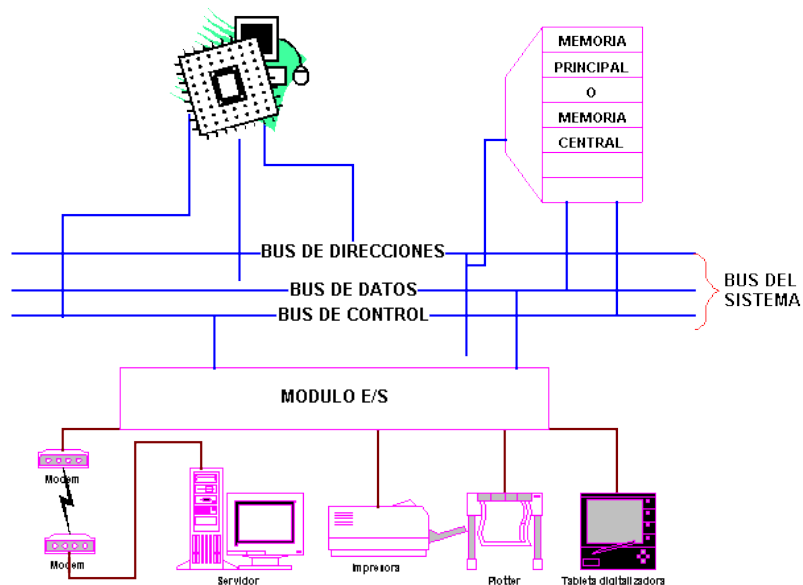 MEMORIA
PRINCIPAL
O
MEMORIA
CENTRAL
BUS DE DIRECCIONES
BUS DE DATOS
BUS DE CONTROL
BUS DEL
SISTEMA
MODULO E/S
Modem
Modem
Servidor
Impresora
Plotter
Tableta digitalizadora